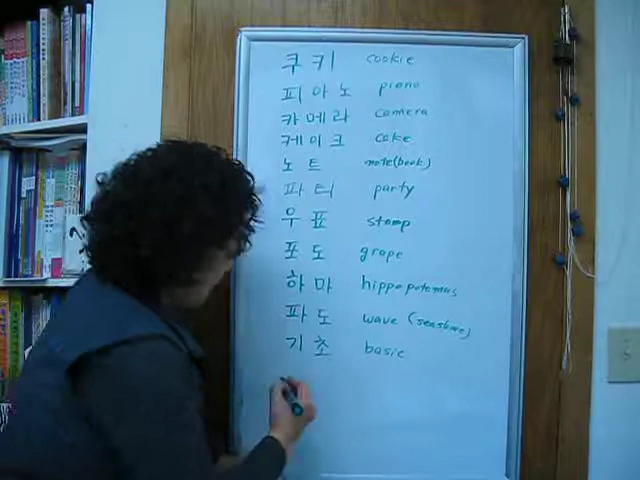 쿠키 cookie
피아노 piano
카메라 camera
케이크 cake
노트 note(book)
파티 party
우표 stamp
포도 grape
하마 hippopotamus
파도 wave (seashore)
기초 basic